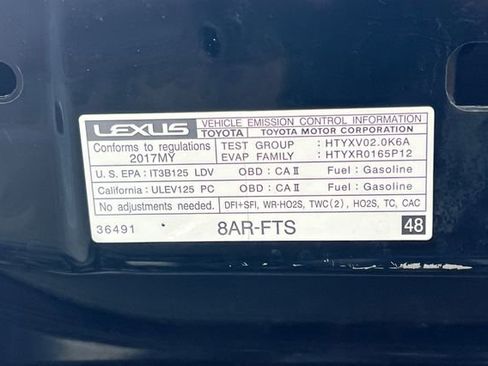 LEXUS VEHICLE EMISSION CONTROL INFORMATION
TOYOTA TOYOTA MOTOR CORPORATION
Conforms to regulations TEST GROUP : HTYXV02.0K6A
2017MY EVAP FAMILY : HTYXR0165P12
U.S. EPA : IT3B125 LDV OBD : CA II Fuel : Gasoline
California : ULEV125 PC OBD : CA II Fuel : Gasoline
No adjustments needed. DFI+SFI, WR-HO2S, TWC(2), HO2S, TC, CAC
36491 8AR-FTS 48